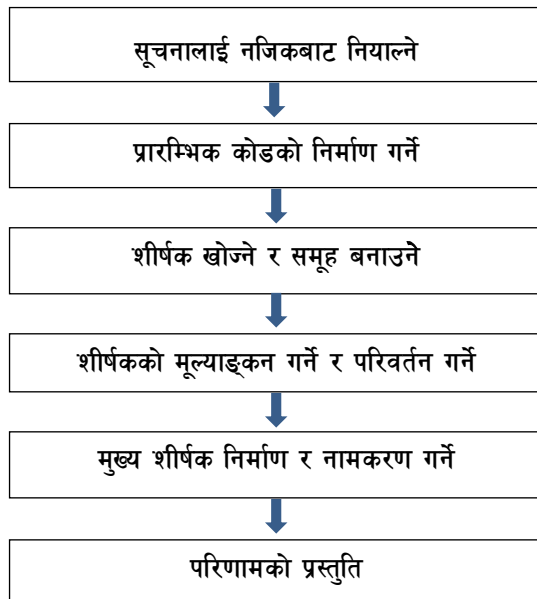 सूचनालाई नजिकबाट नियाल्ने
प्रारम्भिक कोडको निर्माण गर्ने
शीर्षक खोज्ने र समूह बनाउने
शीर्षकको मूल्याङ्कन गर्ने र परिवर्तन गर्ने
मुख्य शीर्षक निर्माण र नामकरण गर्ने
परिणामको प्रस्तुति